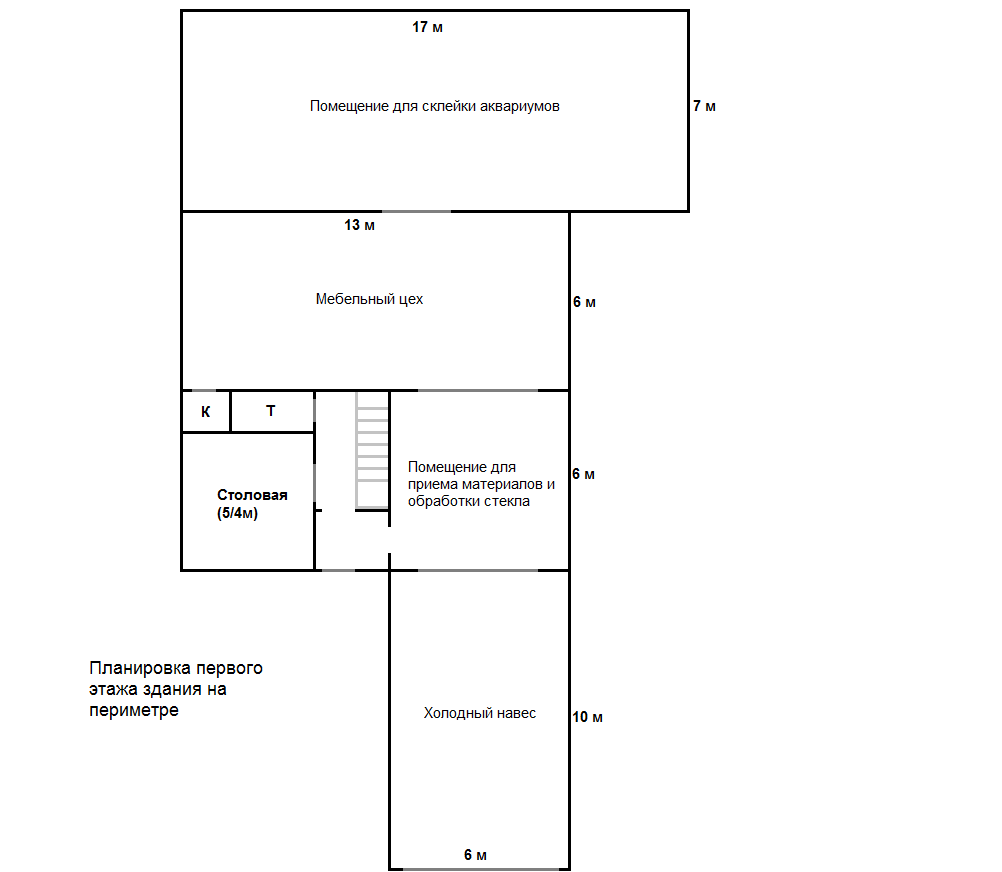 17 м
Помещение для склейки аквариумов
7 м
13 м
Мебельный цех
6 м
К
Т
Помещение для
приема материалов и
обработки стекла
6 м
Столовая
(5/4м)
Планировка первого
этажа здания на
периметре
Холодный навес
10 м
6 м